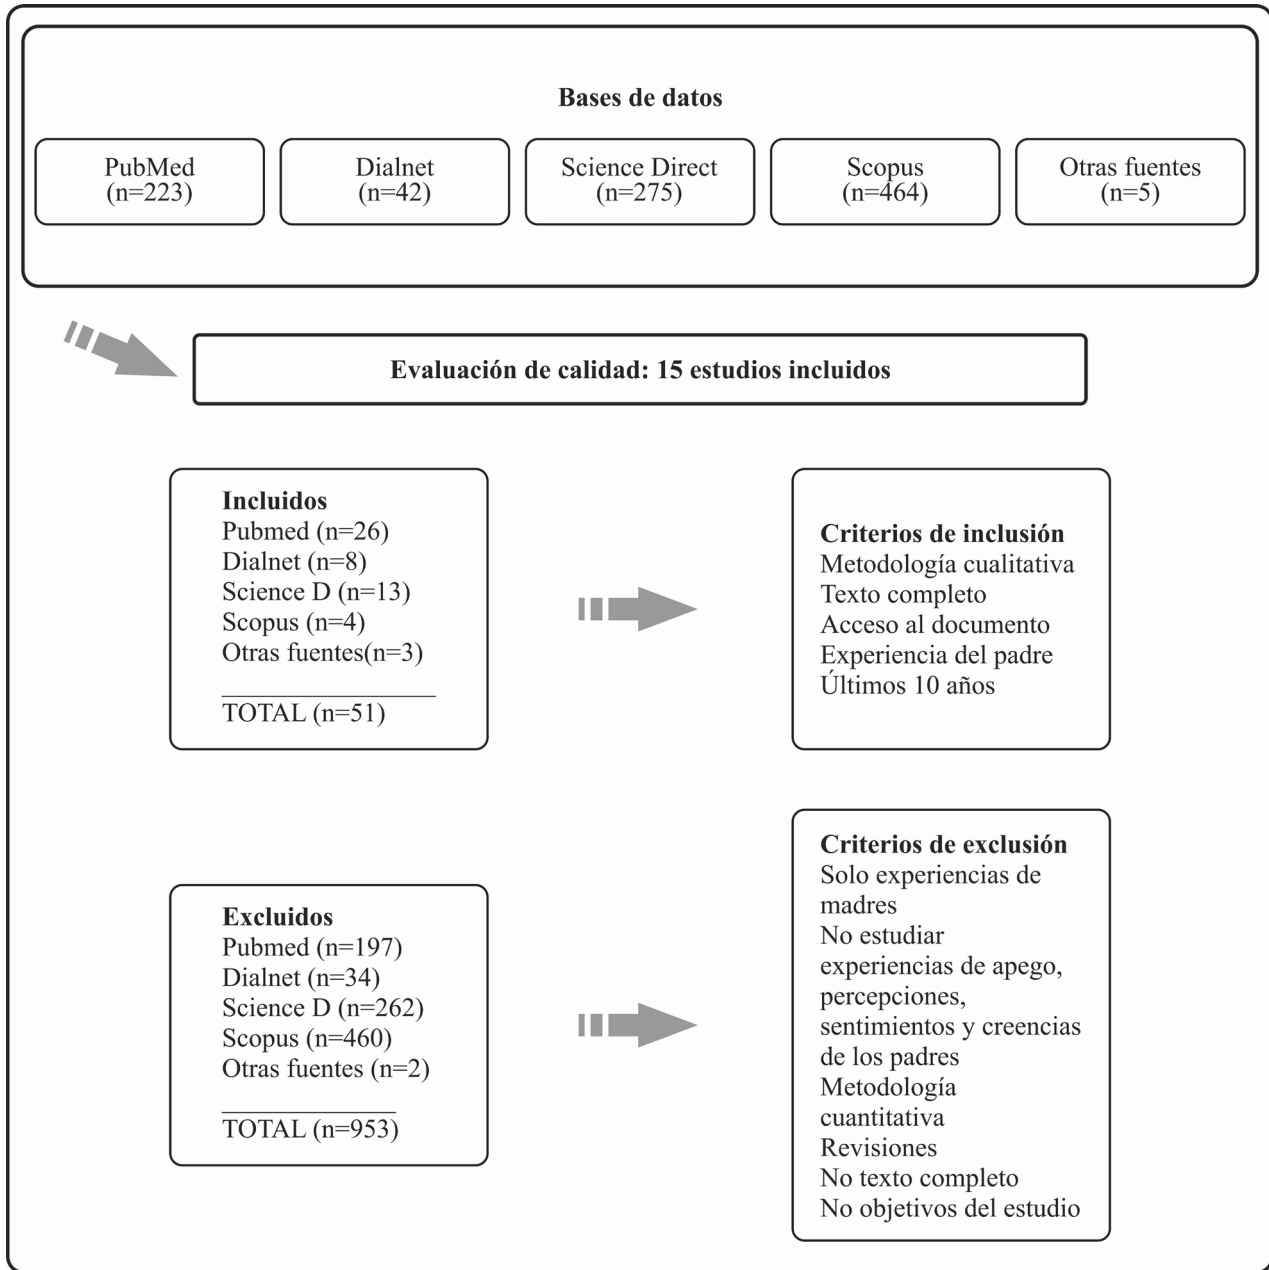 Bases de datos
PubMed
(n=223)
Dialnet
(n=42)
Science Direct
(n=275)
Scopus
(n=464)
Otras fuentes
(n=5)
Evaluación de calidad: 15 estudios incluidos
Incluidos
Pubmed (n=26)
Dialnet (n=8)
Science D (n=13)
Scopus (n=4)
Otras fuentes(n=3)
TOTAL (n=51)
Criterios de inclusión
Metodología cualitativa
Texto completo
Acceso al documento
Experiencia del padre
Últimos 10 años
Excluidos
Pubmed (n=197)
Dialnet (n=34)
Science D (n=262)
Scopus (n=460)
Otras fuentes (n=2)
TOTAL (n=953)
Criterios de exclusión
Solo experiencias de
madres
No estudiar
experiencias de apego,
percepciones,
sentimientos y creencias
de los padres
Metodología
cuantitativa
Revisiones
No texto completo
No objetivos del estudio